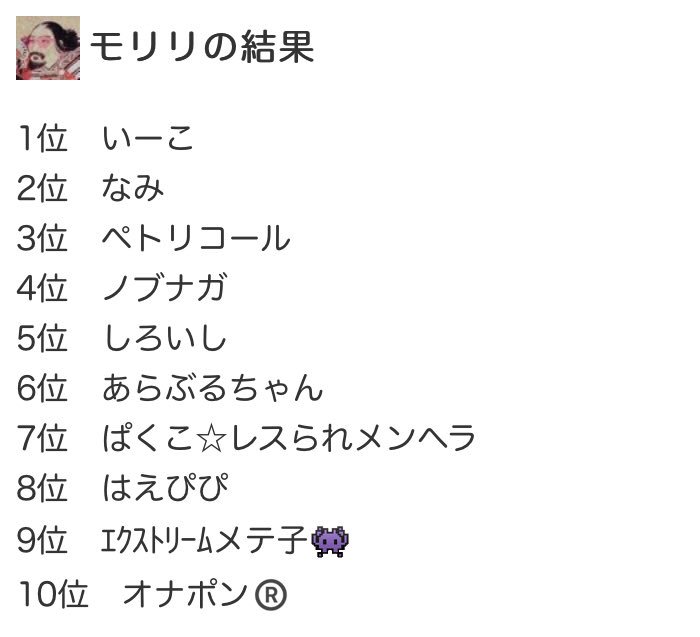 モリリの結果
1位　いーこ
2位　なみ
3位　ペトリコール
4位　ノブナガ
5位　しろいし
6位　あらぶるちゃん
7位　ぱくこ☆レスられメンヘラ
8位　はえぴぴ
9位　ｴｸｽﾄﾘｰﾑメテ子👾
10位　オナポン®